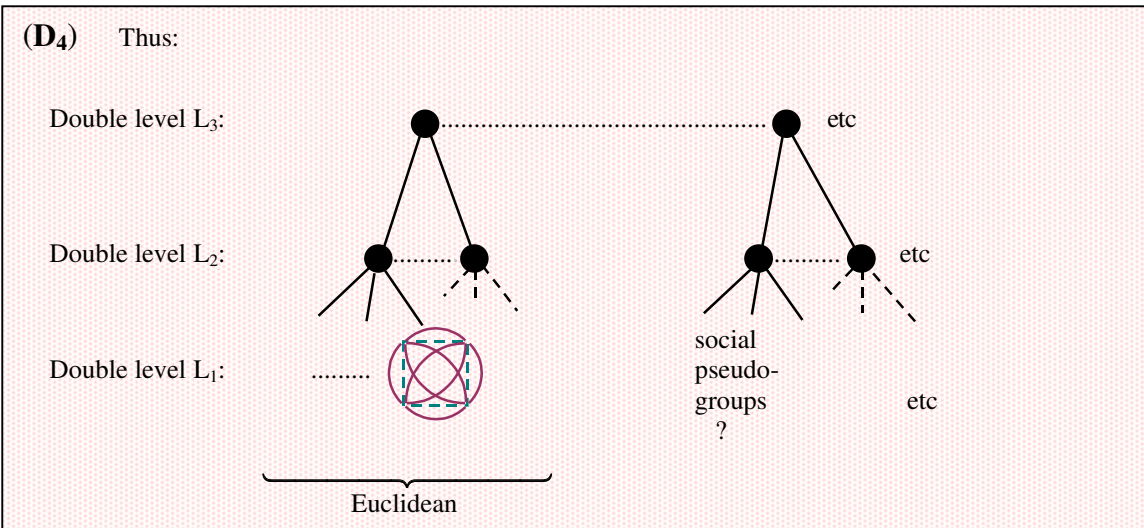 (D₄) Thus:
Double level L₃: etc
Double level L₂: etc
social
Double level L₁: pseudo-
groups etc
?
Euclidean